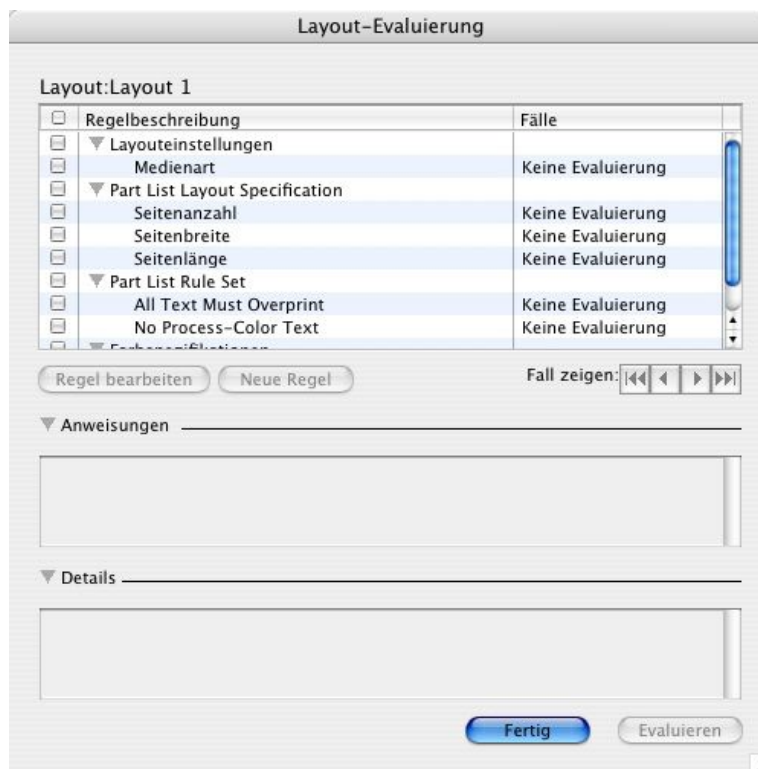 Layout-Evaluierung
Layout:Layout 1
Regelbeschreibung Fälle
Layouteinstellungen
Medienart Keine Evaluierung
Part List Layout Specification
Seitenanzahl Keine Evaluierung
Seitenbreite Keine Evaluierung
Seitenlänge Keine Evaluierung
Part List Rule Set
All Text Must Overprint Keine Evaluierung
No Process-Color Text Keine Evaluierung
Regel bearbeiten Neue Regel Fall zeigen:
Anweisungen
Details
Fertig Evaluieren